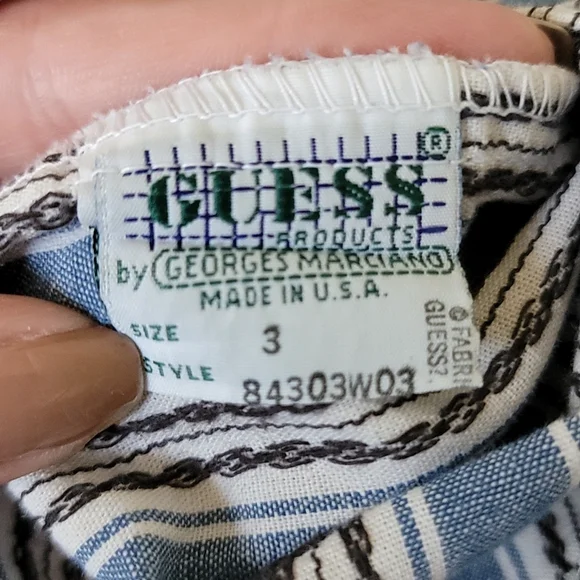 GUESS ®
PRODUCTS
by GEORGES MARCIANO
MADE IN U.S.A.
SIZE 3
STYLE 84303W03
© FABRI
GUESS?